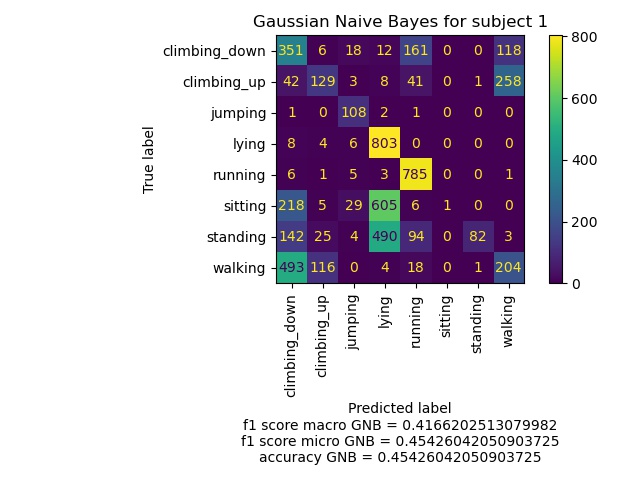 Gaussian Naive Bayes for subject 1
True label
climbing_down 351 6 18 12 161 0 0 118
climbing_up 42 129 3 8 41 0 1 258
jumping 1 0 108 2 1 0 0 0
lying 8 4 6 803 0 0 0 0
running 6 1 5 3 785 0 0 1
sitting 218 5 29 605 6 1 0 0
standing 142 25 4 490 94 0 82 3
walking 493 116 0 4 18 0 1 204
climbing_down climbing_up jumping lying running sitting standing walking
800
600
400
200
0
Predicted label
f1 score macro GNB = 0.4166202513079982
f1 score micro GNB = 0.45426042050903725
accuracy GNB = 0.45426042050903725